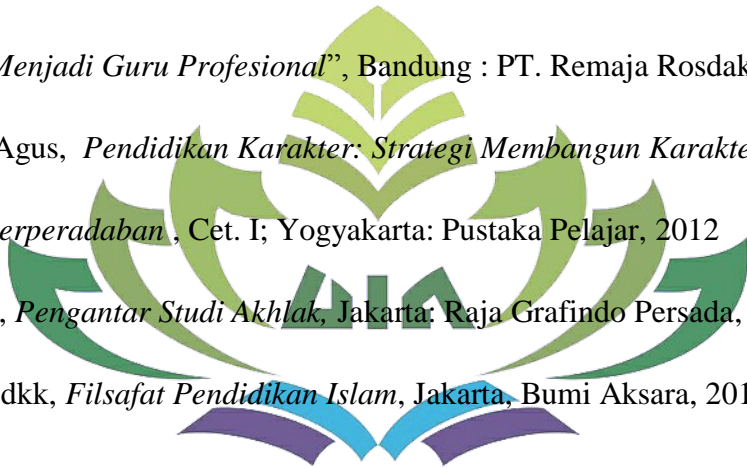 Menjadi Guru Profesional”, Bandung : PT. Remaja Rosdak
Agus, Pendidikan Karakter: Strategi Membangun Karakte
erperadaban , Cet. I; Yogyakarta: Pustaka Pelajar, 2012
, Pengantar Studi Akhlak, Jakarta: Raja Grafindo Persada,
dkk, Filsafat Pendidikan Islam, Jakarta, Bumi Aksara, 201